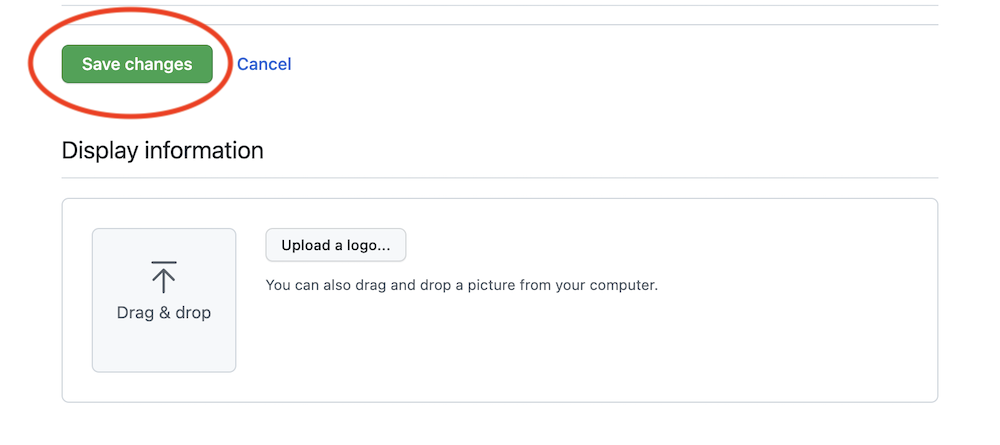 Save changes Cancel
Display information
Upload a logo...
You can also drag and drop a picture from your computer.
Drag & drop